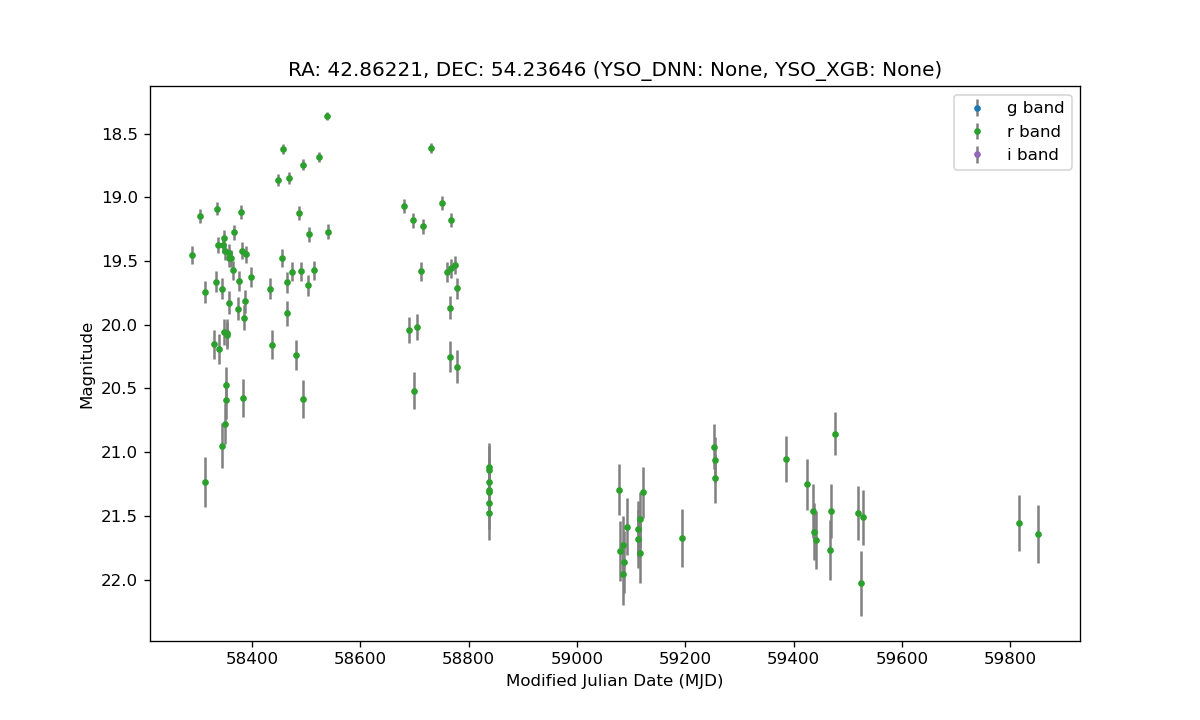 RA: 42.86221, DEC: 54.23646 (YSO_DNN: None, YSO_XGB: None)
g band
r band
i band
18.5
19.0
19.5
20.0
20.5
21.0
21.5
22.0
Magnitude
58400
58600
58800
59000
59200
59400
59600
59800
Modified Julian Date (MJD)